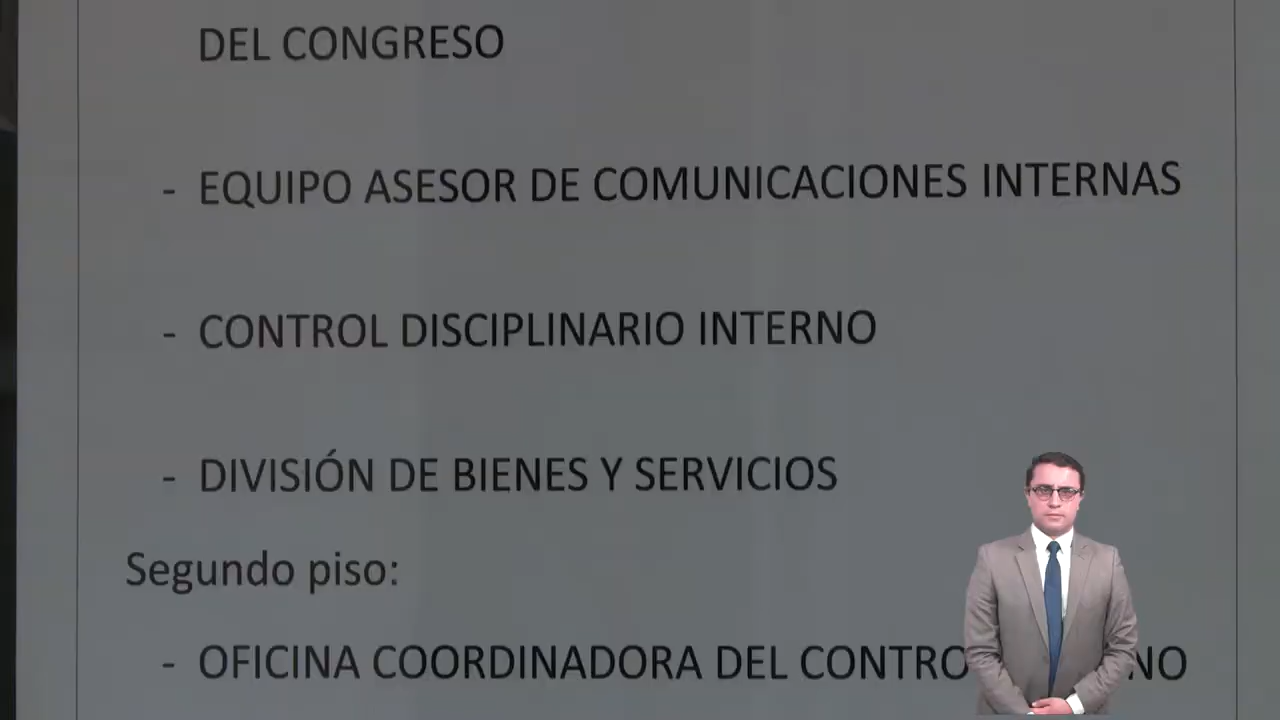 DEL CONGRESO
- EQUIPO ASESOR DE COMUNICACIONES INTERNAS
- CONTROL DISCIPLINARIO INTERNO
- DIVISIÓN DE BIENES Y SERVICIOS
Segundo piso:
- OFICINA COORDINADORA DEL